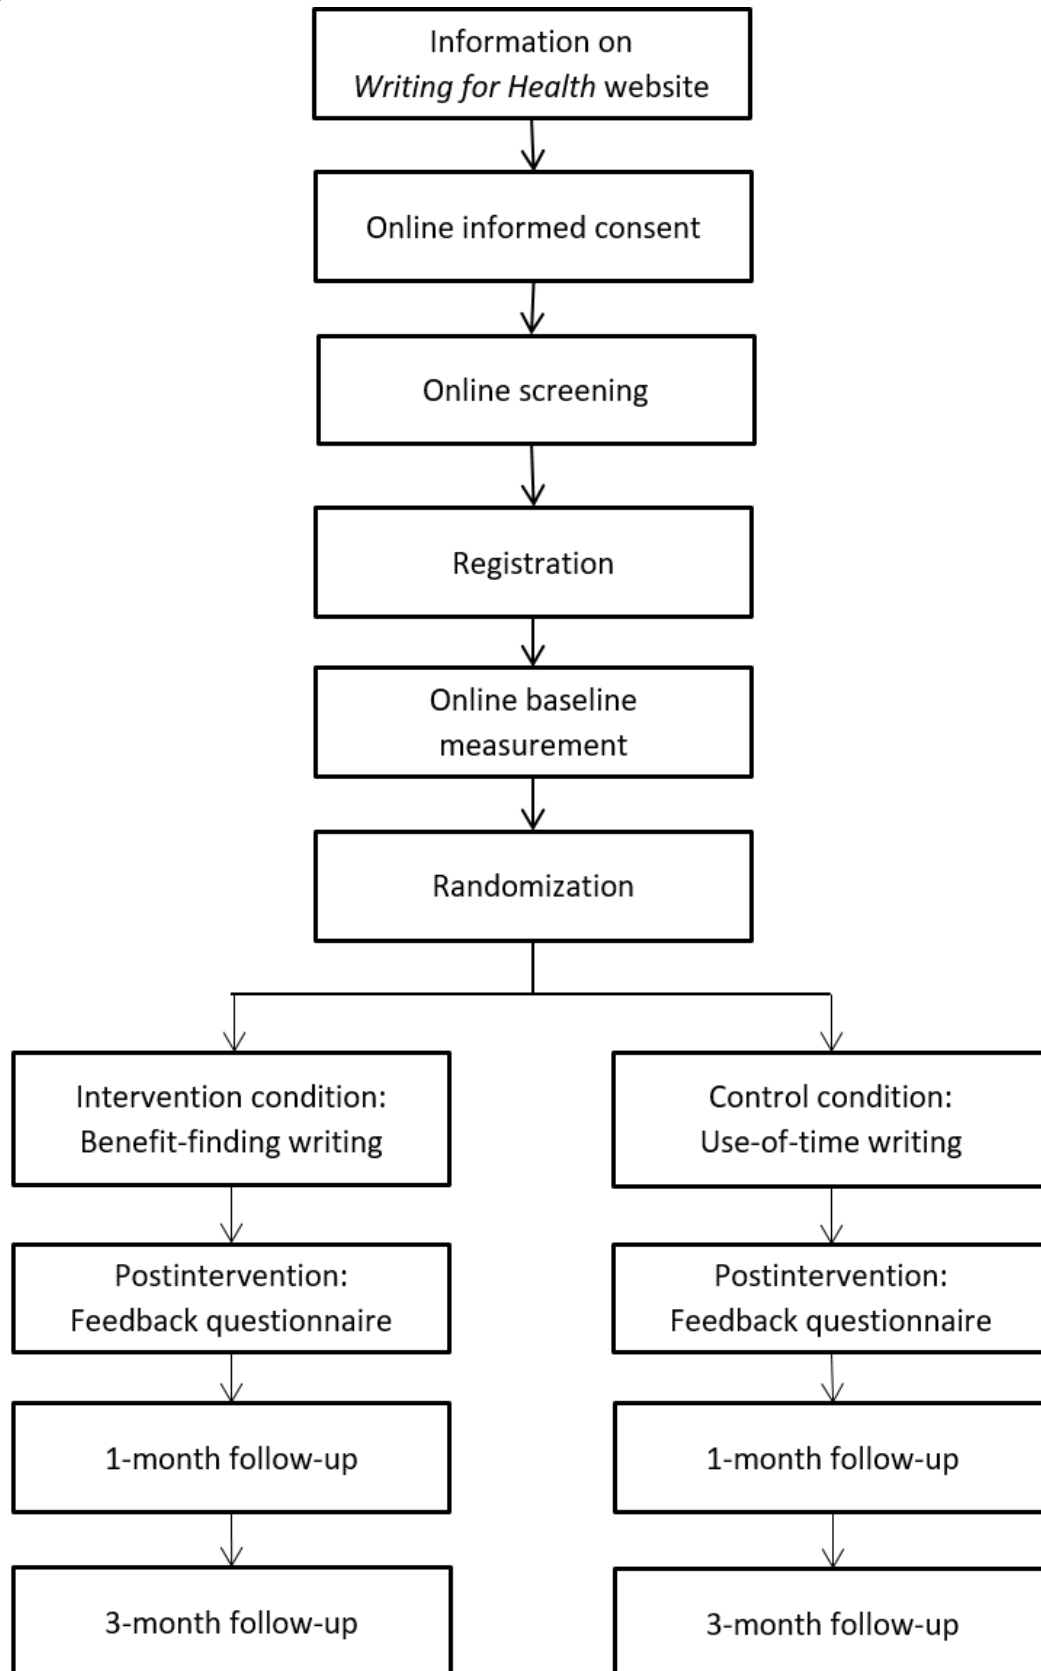 Information on
Writing for Health website
Online informed consent
Online screening
Registration
Online baseline
measurement
Randomization
Intervention condition:
Benefit-finding writing
Control condition:
Use-of-time writing
Postintervention:
Feedback questionnaire
Postintervention:
Feedback questionnaire
1-month follow-up
1-month follow-up
3-month follow-up
3-month follow-up